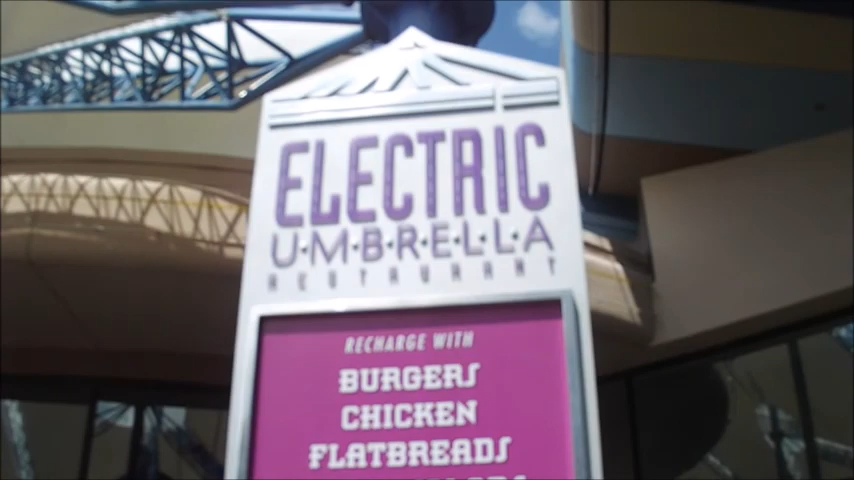 ELECTRIC
U·M·B·R·E·L·L·A
RESTAURANT
RECHARGE WITH
BURGERS
CHICKEN
FLATBREADS